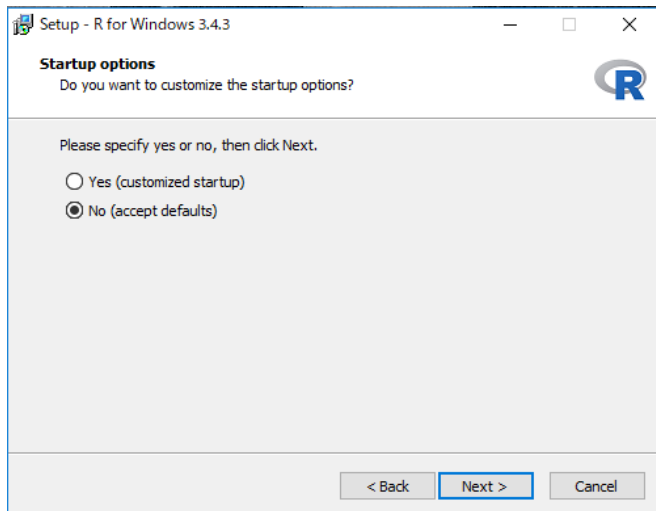 Setup - R for Windows 3.4.3
Startup options
Do you want to customize the startup options?
R
Please specify yes or no, then click Next.
Yes (customized startup)
No (accept defaults)
< Back
Next >
Cancel